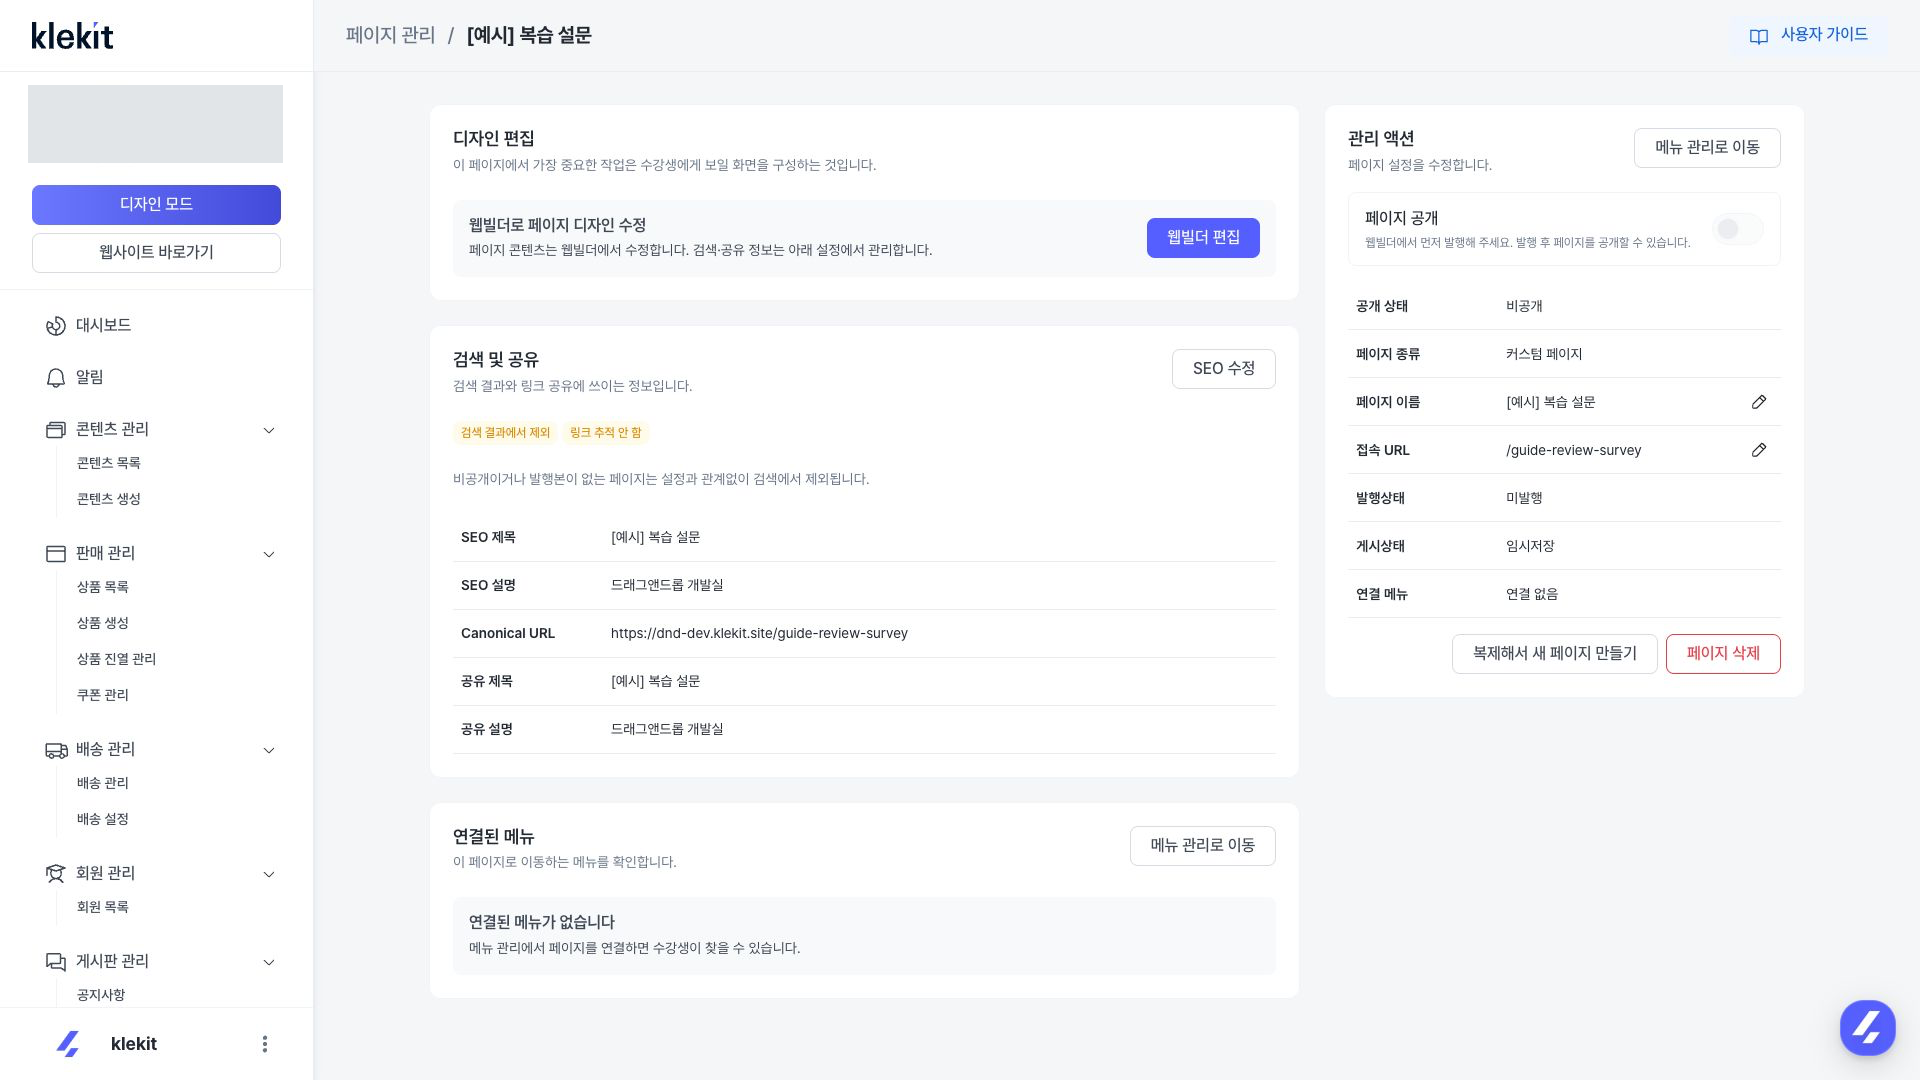 klekit
페이지 관리 / [예시] 복습 설문
사용자 가이드
디자인 모드
웹사이트 바로가기
대시보드
알림
콘텐츠 관리
콘텐츠 목록
콘텐츠 생성
판매 관리
상품 목록
상품 생성
상품 진열 관리
쿠폰 관리
배송 관리
배송 관리
배송 설정
회원 관리
회원 목록
게시판 관리
공지사항
klekit
디자인 편집
이 페이지에서 가장 중요한 작업은 수강생에게 보일 화면을 구성하는 것입니다.
웹빌더로 페이지 디자인 수정
페이지 콘텐츠는 웹빌더에서 수정합니다. 검색·공유 정보는 아래 설정에서 관리합니다.
웹빌더 편집
검색 및 공유
검색 결과와 링크 공유에 쓰이는 정보입니다.
SEO 수정
검색 결과에서 제외 링크 추적 안 함
비공개이거나 발행본이 없는 페이지는 설정과 관계없이 검색에서 제외됩니다.
SEO 제목 [예시] 복습 설문
SEO 설명 드래그앤드롭 개발실
Canonical URL https://dnd-dev.klekit.site/guide-review-survey
공유 제목 [예시] 복습 설문
공유 설명 드래그앤드롭 개발실
연결된 메뉴
이 페이지로 이동하는 메뉴를 확인합니다.
메뉴 관리로 이동
연결된 메뉴가 없습니다
메뉴 관리에서 페이지를 연결하면 수강생이 찾을 수 있습니다.
관리 액션
페이지 설정을 수정합니다.
메뉴 관리로 이동
페이지 공개
웹빌더에서 먼저 발행해 주세요. 발행 후 페이지를 공개할 수 있습니다.
공개 상태 비공개
페이지 종류 커스텀 페이지
페이지 이름 [예시] 복습 설문
접속 URL /guide-review-survey
발행상태 미발행
게시상태 임시저장
연결 메뉴 연결 없음
복제해서 새 페이지 만들기 페이지 삭제